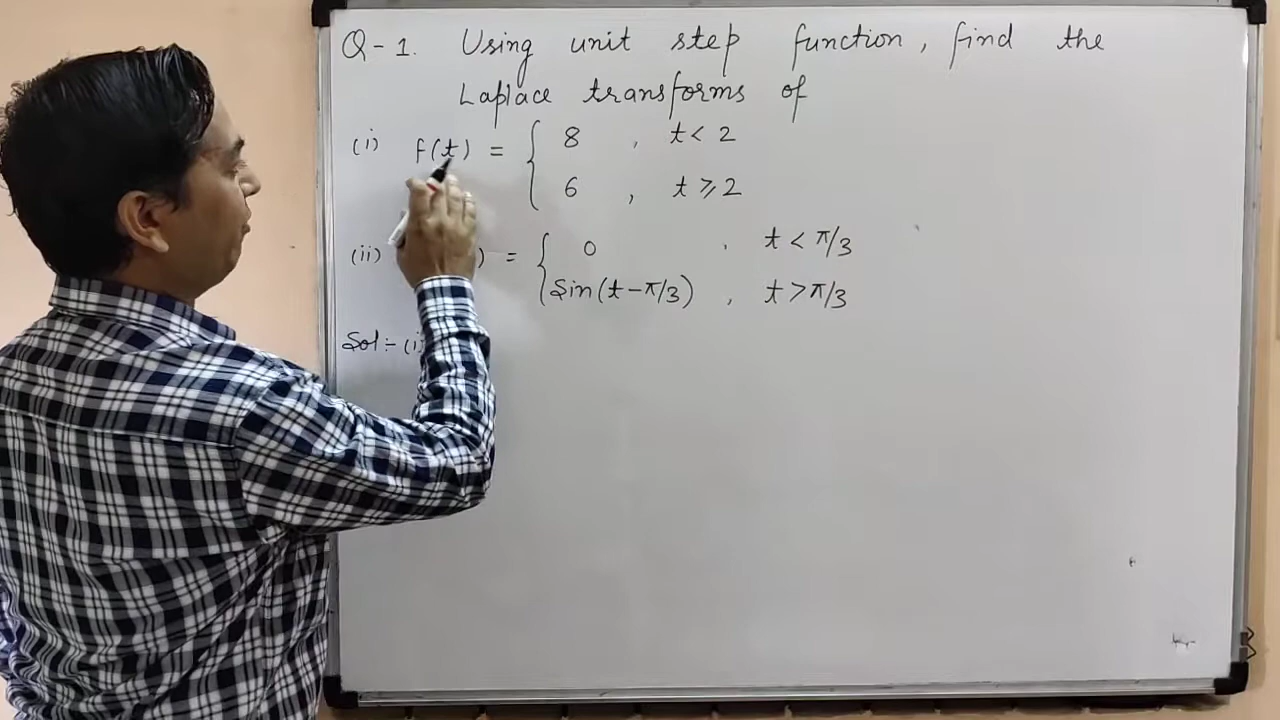 Q-1. Using unit step function, find the
Laplace transforms of
(i) f(t) = { 8 , t < 2
6 , t ≥ 2
(ii) ) = { 0 , t < π/3
Sin(t-π/3) , t > π/3
Sol:- (i)